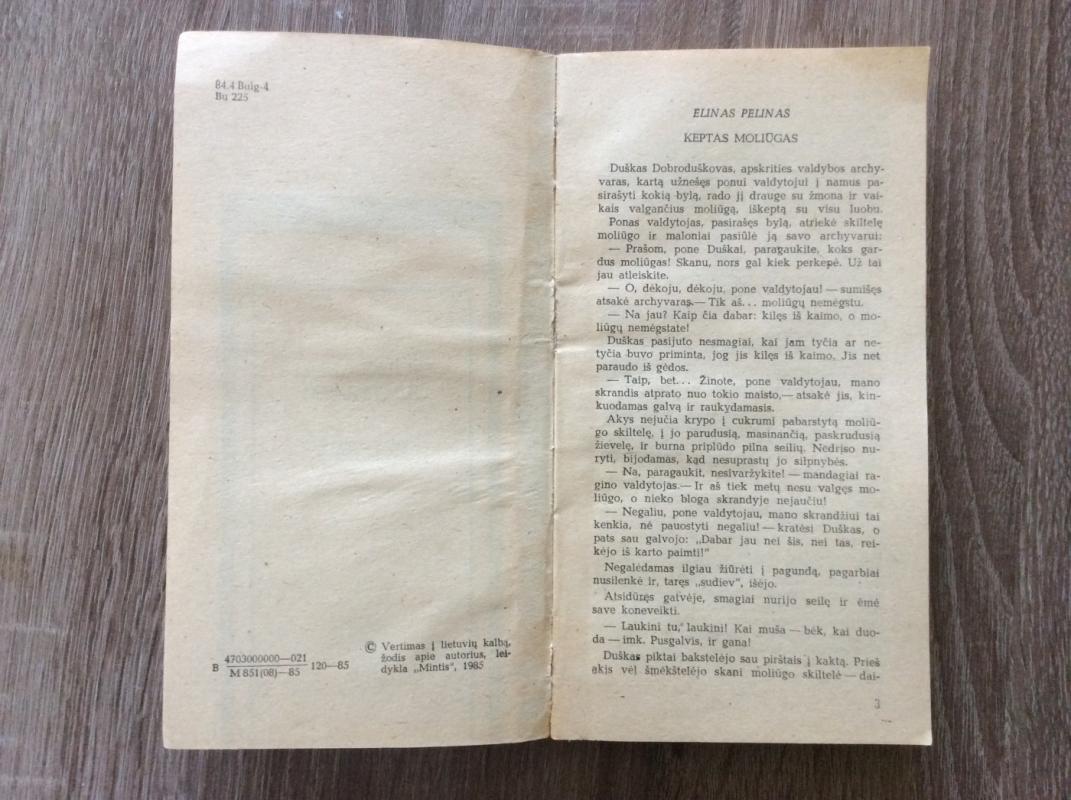 84.4 Bulg-4
Bu 225
B 4703000000—021 120—85
M 851(08)—85
© Vertimas į lietuvių kalbą,
žodis apie autorius, lei-
dykla „Mintis", 1985
ELINAS PELINAS
KEPTAS MOLIŪGAS
Duškas Dobroduškovas, apskrities valdybos archy-
varas, kartą užnešęs ponui valdytojui į namus pa-
sirašyti kokią bylą, rado jį drauge su žmona ir vai-
kais valgančius moliūgą, iškeptą su visu luobu.
Ponas valdytojas, pasirašęs bylą, atriekė skiltelę
moliūgo ir maloniai pasiūlė ją savo archyvarui:
— Prašom, pone Duškai, paragaukite, koks gar-
dus moliūgas! Skanu, nors gal kiek perkepė. Už tai
jau atleiskite.
— O, dėkoju, dėkoju, pone valdytojau! — sumišęs
atsakė archyvaras.— Tik aš... moliūgų nemėgstu.
— Na jau? Kaip čia dabar: kilęs iš kaimo, o mo-
liūgų nemėgstate!
Duškas pasijuto nesmagiai, kai jam tyčia ar ne-
tyčia buvo priminta, jog jis kilęs iš kaimo. Jis net
paraudo iš gėdos.
— Taip, bet... Žinote, pone valdytojau, mano
skrandis atprato nuo tokio maisto,— atsakė jis, kin-
kuodamas galvą ir raukydamasis.
Akys nejučia krypo į cukrumi pabarstytą moliū-
go skiltelę, į jo parudusią, masinančią, paskrudusią
žievelę, ir burna priplūdo pilna seilių. Nedrįso nu-
ryti, bijodamas, kad nesuprastų jo silpnybės.
— Na, paragaukit, nesivaržykite! — mandagiai ra-
gino valdytojas.— Ir aš tiek metų nesu valgęs mo-
liūgo, o nieko bloga skrandyje nejaučiu!
— Negaliu, pone valdytojau, mano skrandžiui tai
kenkia, nė pauostyti negaliu! — kratėsi Duškas, o
pats sau galvojo: „Dabar jau nei šis, nei tas, rei-
kėjo iš karto paimti!"
Negalėdamas ilgiau žiūrėti į pagundą, pagarbiai
nusilenkė ir, taręs „sudiev", išėjo.
Atsidūręs gatvėje, smagiai nurijo seilę ir ėmė
save koneveikti.
— Laukini tu, laukini! Kai muša — bėk, kai duo-
da — imk. Pusgalvis, ir gana!
Duškas piktai bakstelėjo sau pirštais į kaktą. Prieš
akis vėl šmėkštelėjo skani moliūgo skiltelė — dai-
3